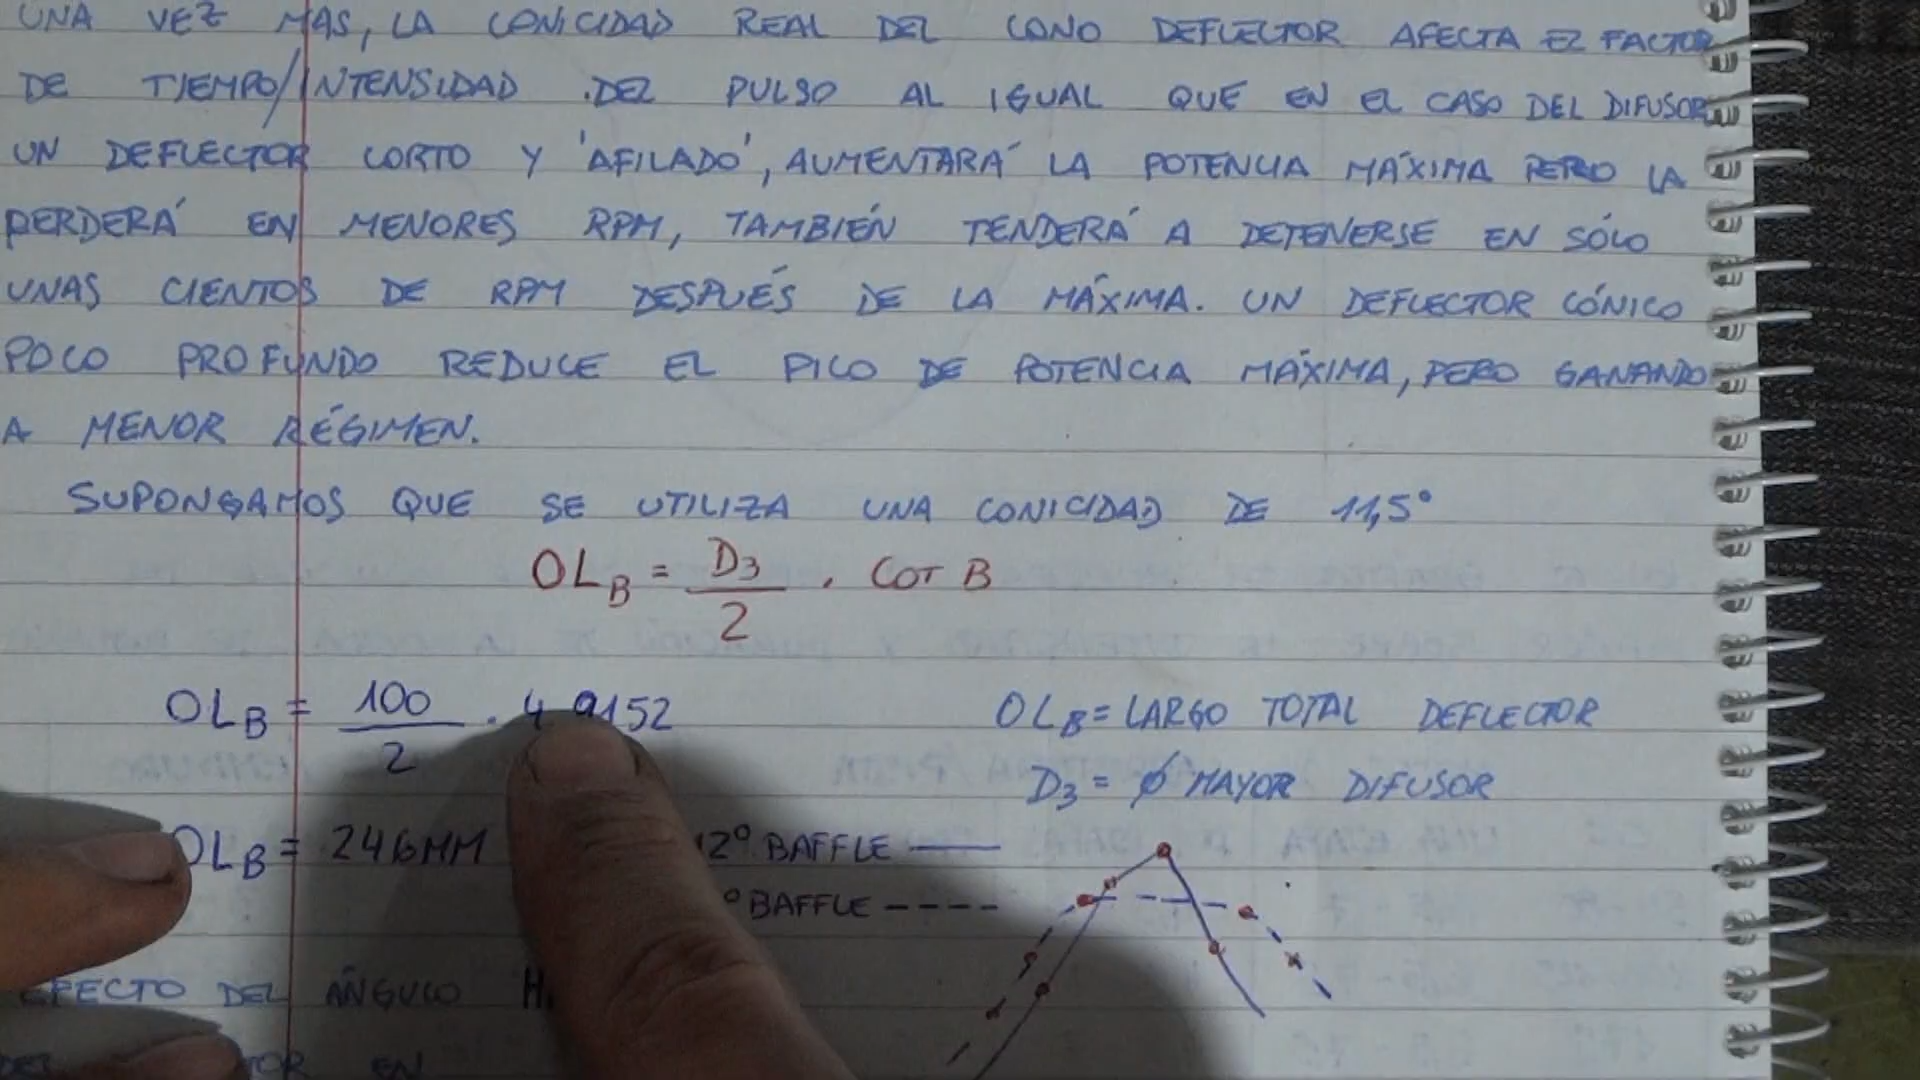 UNA VEZ MAS, LA CONICIDAD REAL DEL CONO DEFLECTOR AFECTA EL FACTOR
DE TIEMPO/INTENSIDAD DEL PULSO AL IGUAL QUE EN EL CASO DEL DIFUSOR
UN DEFLECTOR CORTO Y 'AFILADO', AUMENTARÁ LA POTENCIA MÁXIMA PERO LA
PERDERÁ EN MENORES RPM, TAMBIÉN TENDERÁ A DETENERSE EN SÓLO
UNAS CIENTOS DE RPM DESPUÉS DE LA MÁXIMA. UN DEFLECTOR CÓNICO
POCO PROFUNDO REDUCE EL PICO DE POTENCIA MÁXIMA, PERO GANANDO
A MENOR RÉGIMEN.
SUPONGAMOS QUE SE UTILIZA UNA CONICIDAD DE 11,5°
OLB = D3/2 . COT B
OLB = 100/2 . 4,9152
OLB = LARGO TOTAL DEFLECTOR
D3 = Ø MAYOR DIFUSOR
OLB = 246MM
12° BAFFLE
° BAFFLE
EFECTO DEL ÁNGULO
EN